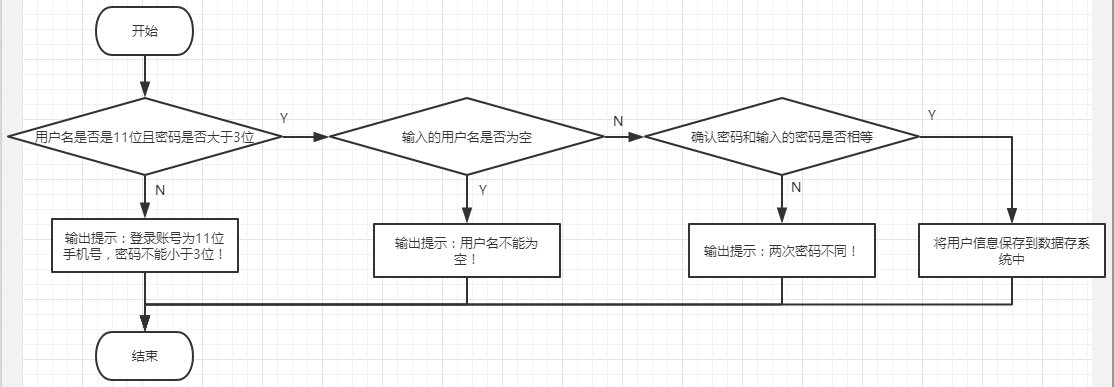 开始
用户名是否是11位且密码是否大于3位
Y
输入的用户名是否为空
N
确认密码和输入的密码是否相等
Y
N
Y
N
输出提示：登录账号为11位
手机号，密码不能小于3位！
输出提示：用户名不能为
空！
输出提示：两次密码不同！
将用户信息保存到数据存系
统中
结束